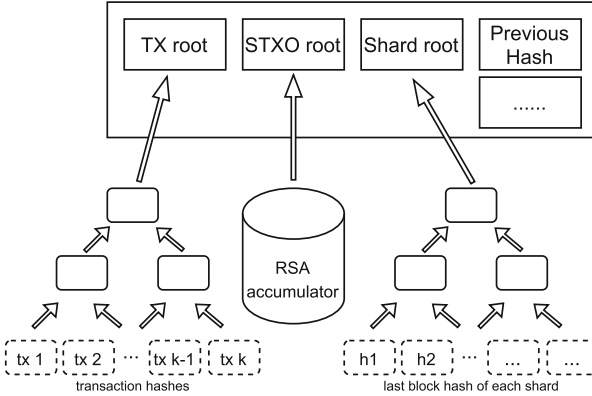 TX root
STXO root
Shard root
Previous
Hash
......
RSA
accumulator
tx 1
tx 2
...
tx k-1
tx k
h1
h2
...
...
...
transaction hashes
last block hash of each shard